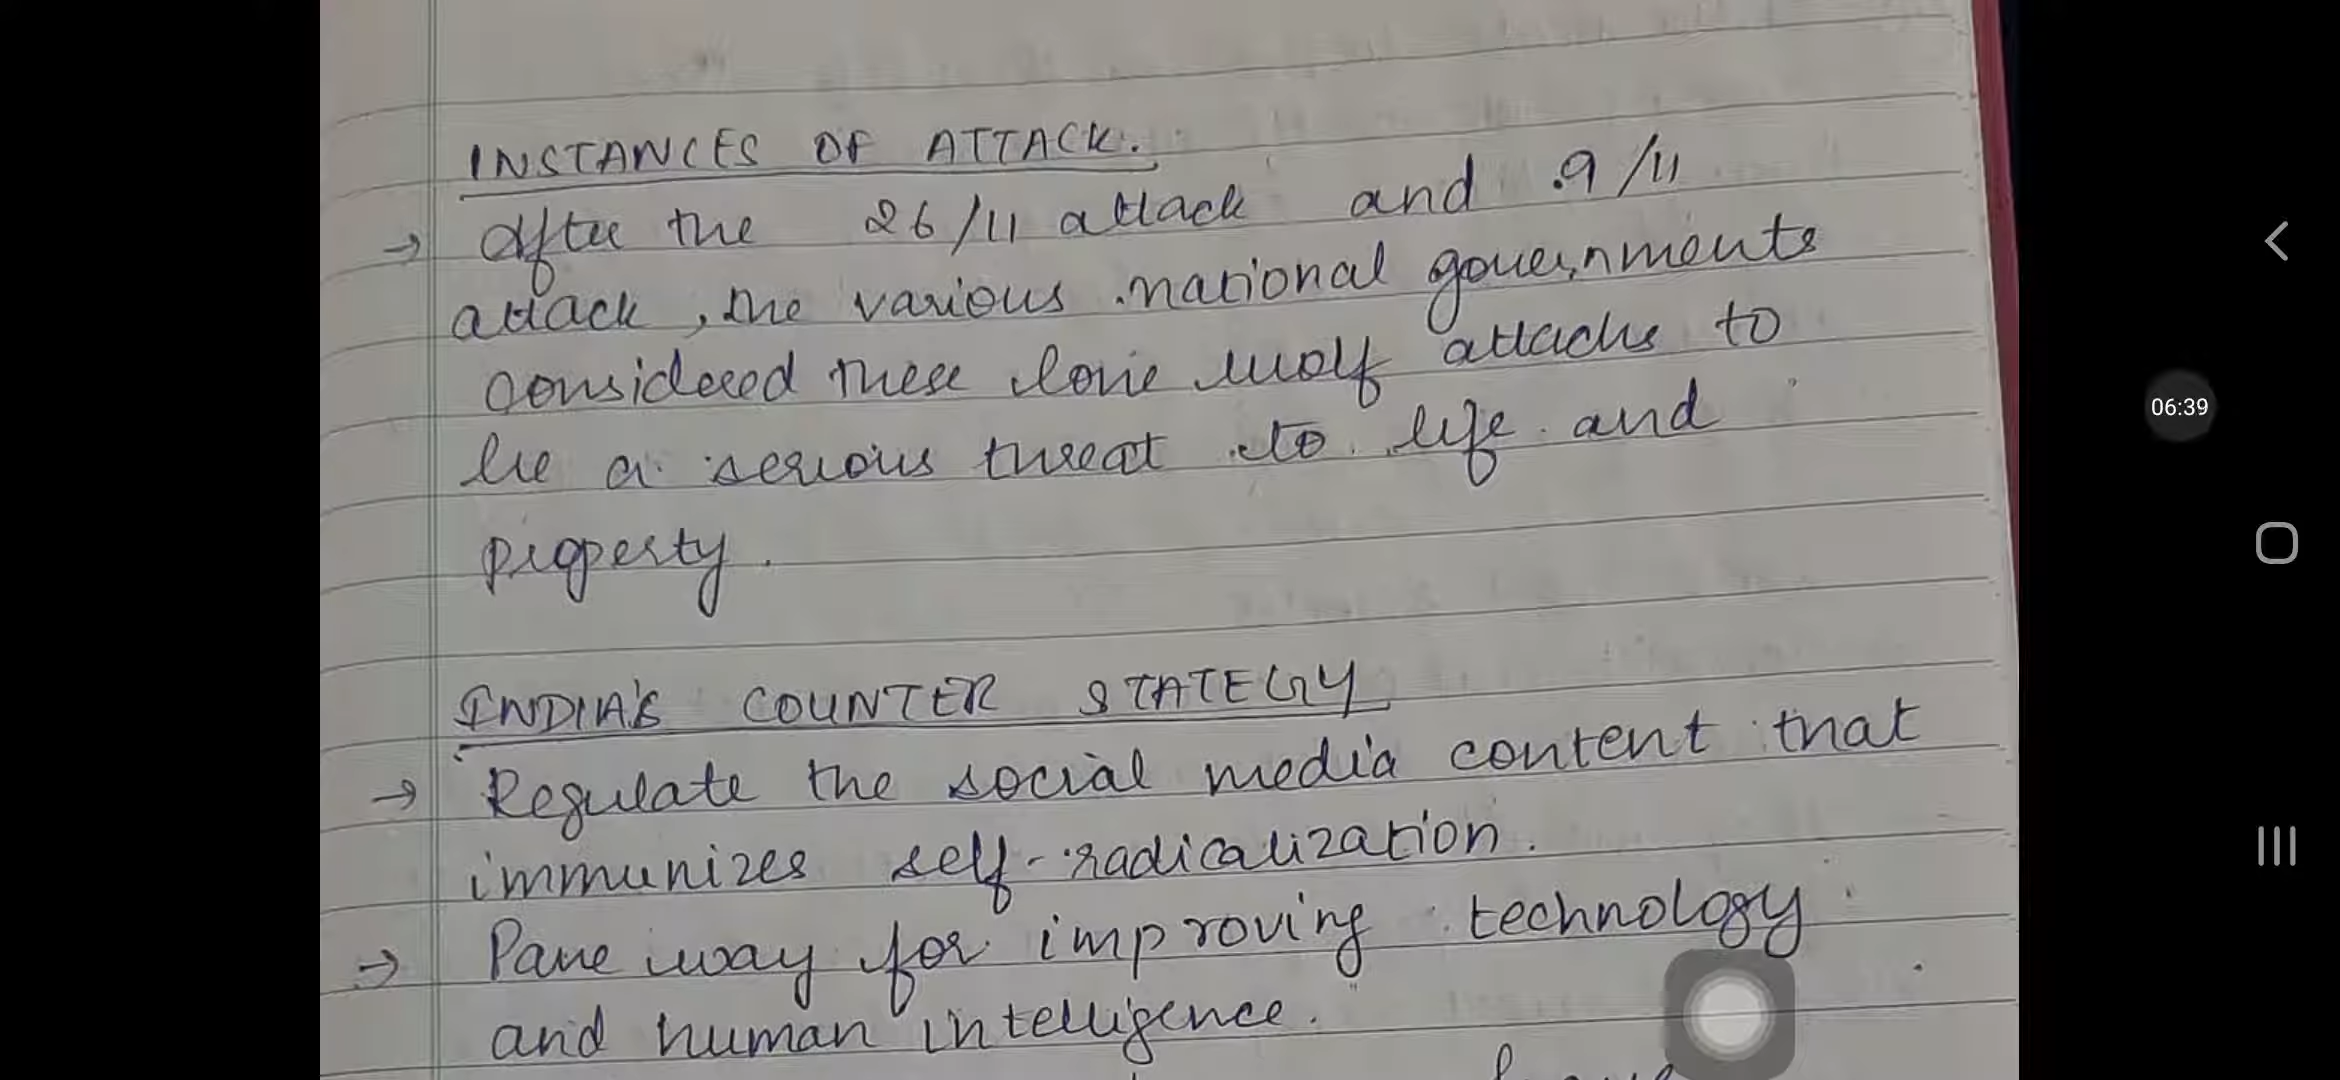 INSTANCES OF ATTACK.
→ After the 26/11 attack and 9/11
attack, the various national governments
considered these lone wolf attacks to
be a serious threat to life and
property.
INDIA'S COUNTER STATEGY
→ Regulate the social media content that
immunizes self-radicalization.
→ Pave way for improving technology
and human intelligence.
06:39